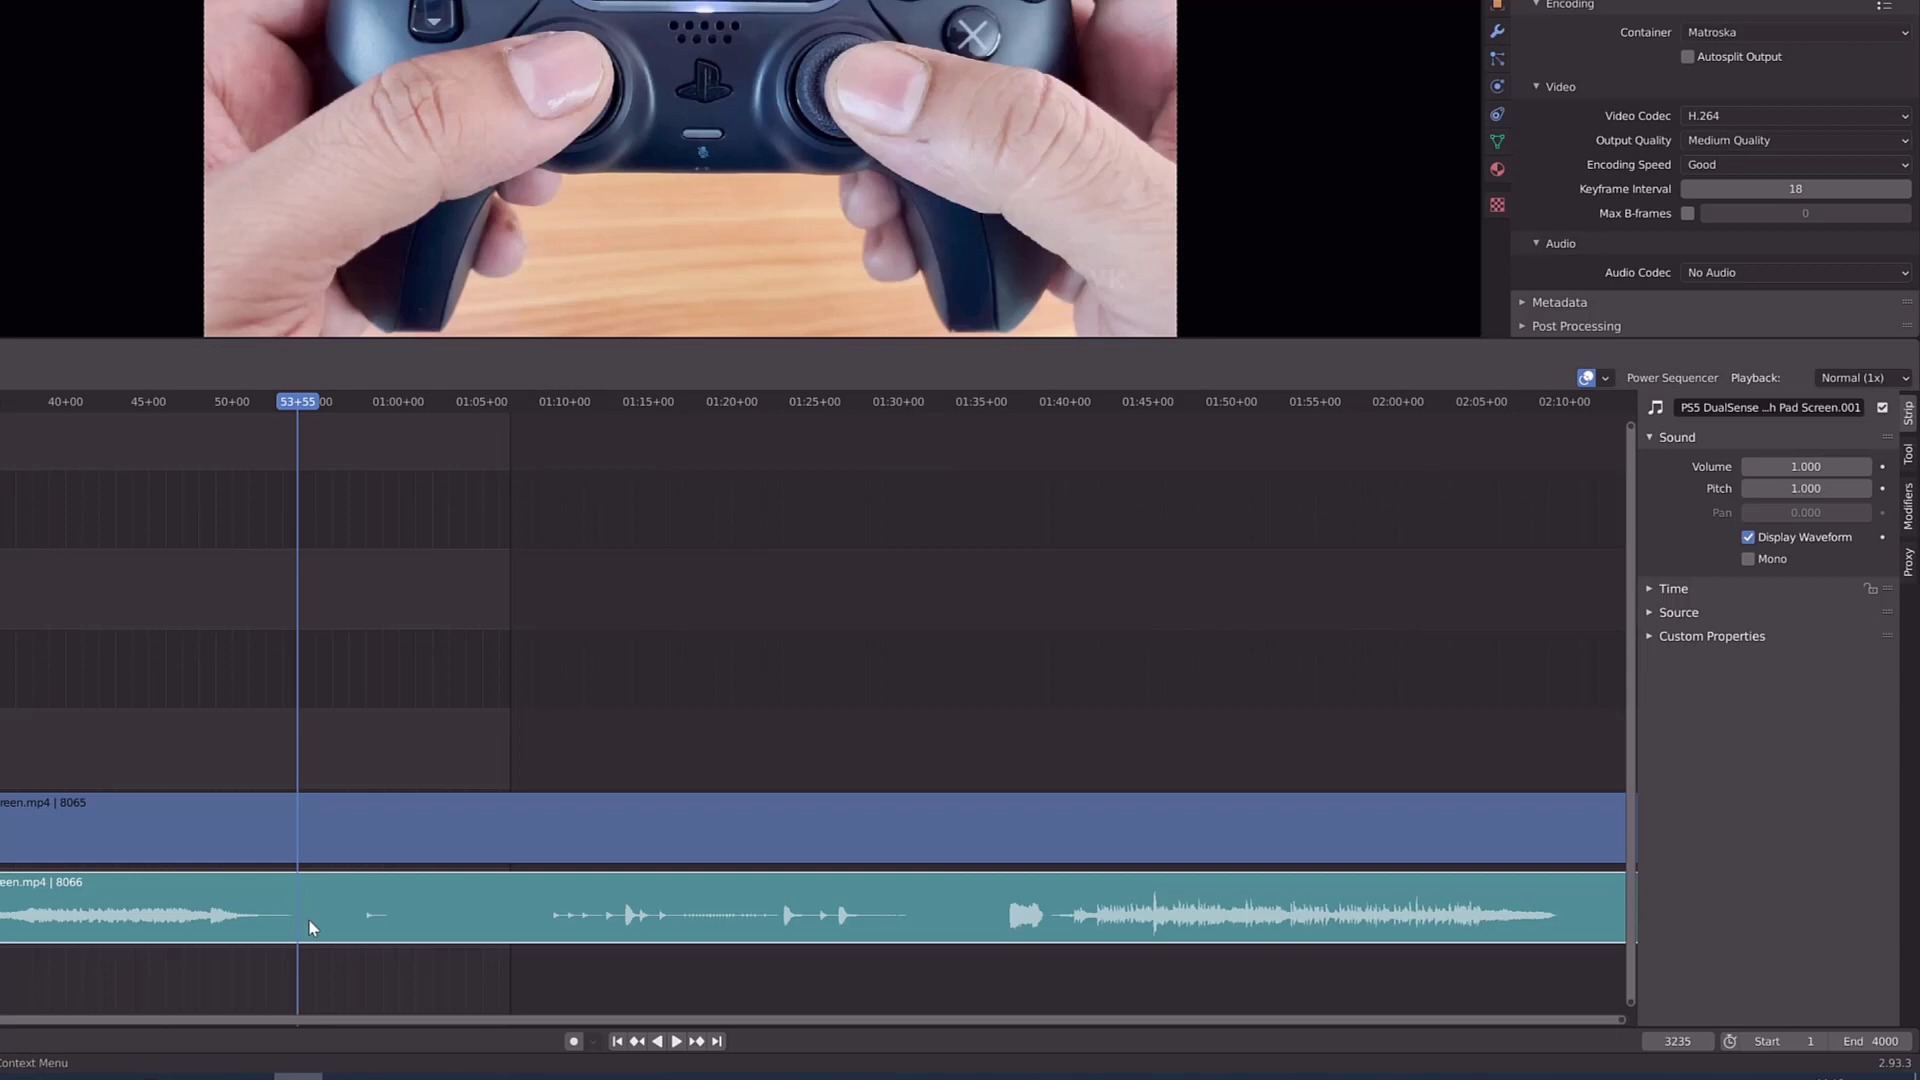 Encoding
Container Matroska
Autosplit Output
Video
Video Codec H.264
Output Quality Medium Quality
Encoding Speed Good
Keyframe Interval 18
Max B-frames 0
Audio
Audio Codec No Audio
Metadata
Post Processing
Power Sequencer Playback: Normal (1x)
40+00 45+00 50+00 53+55 00 01:00+00 01:05+00 01:10+00 01:15+00 01:20+00 01:25+00 01:30+00 01:35+00 01:40+00 01:45+00 01:50+00 01:55+00 02:00+00 02:05+00 02:10+00
PS5 DualSense ...h Pad Screen.001
Strip
Sound
Tool
Volume 1.000
Pitch 1.000
Modifiers
Pan 0.000
Display Waveform
Mono
Proxy
Time
Source
Custom Properties
reen.mp4 | 8065
een.mp4 | 8066
3235 Start 1 End 4000
Context Menu
2.93.3